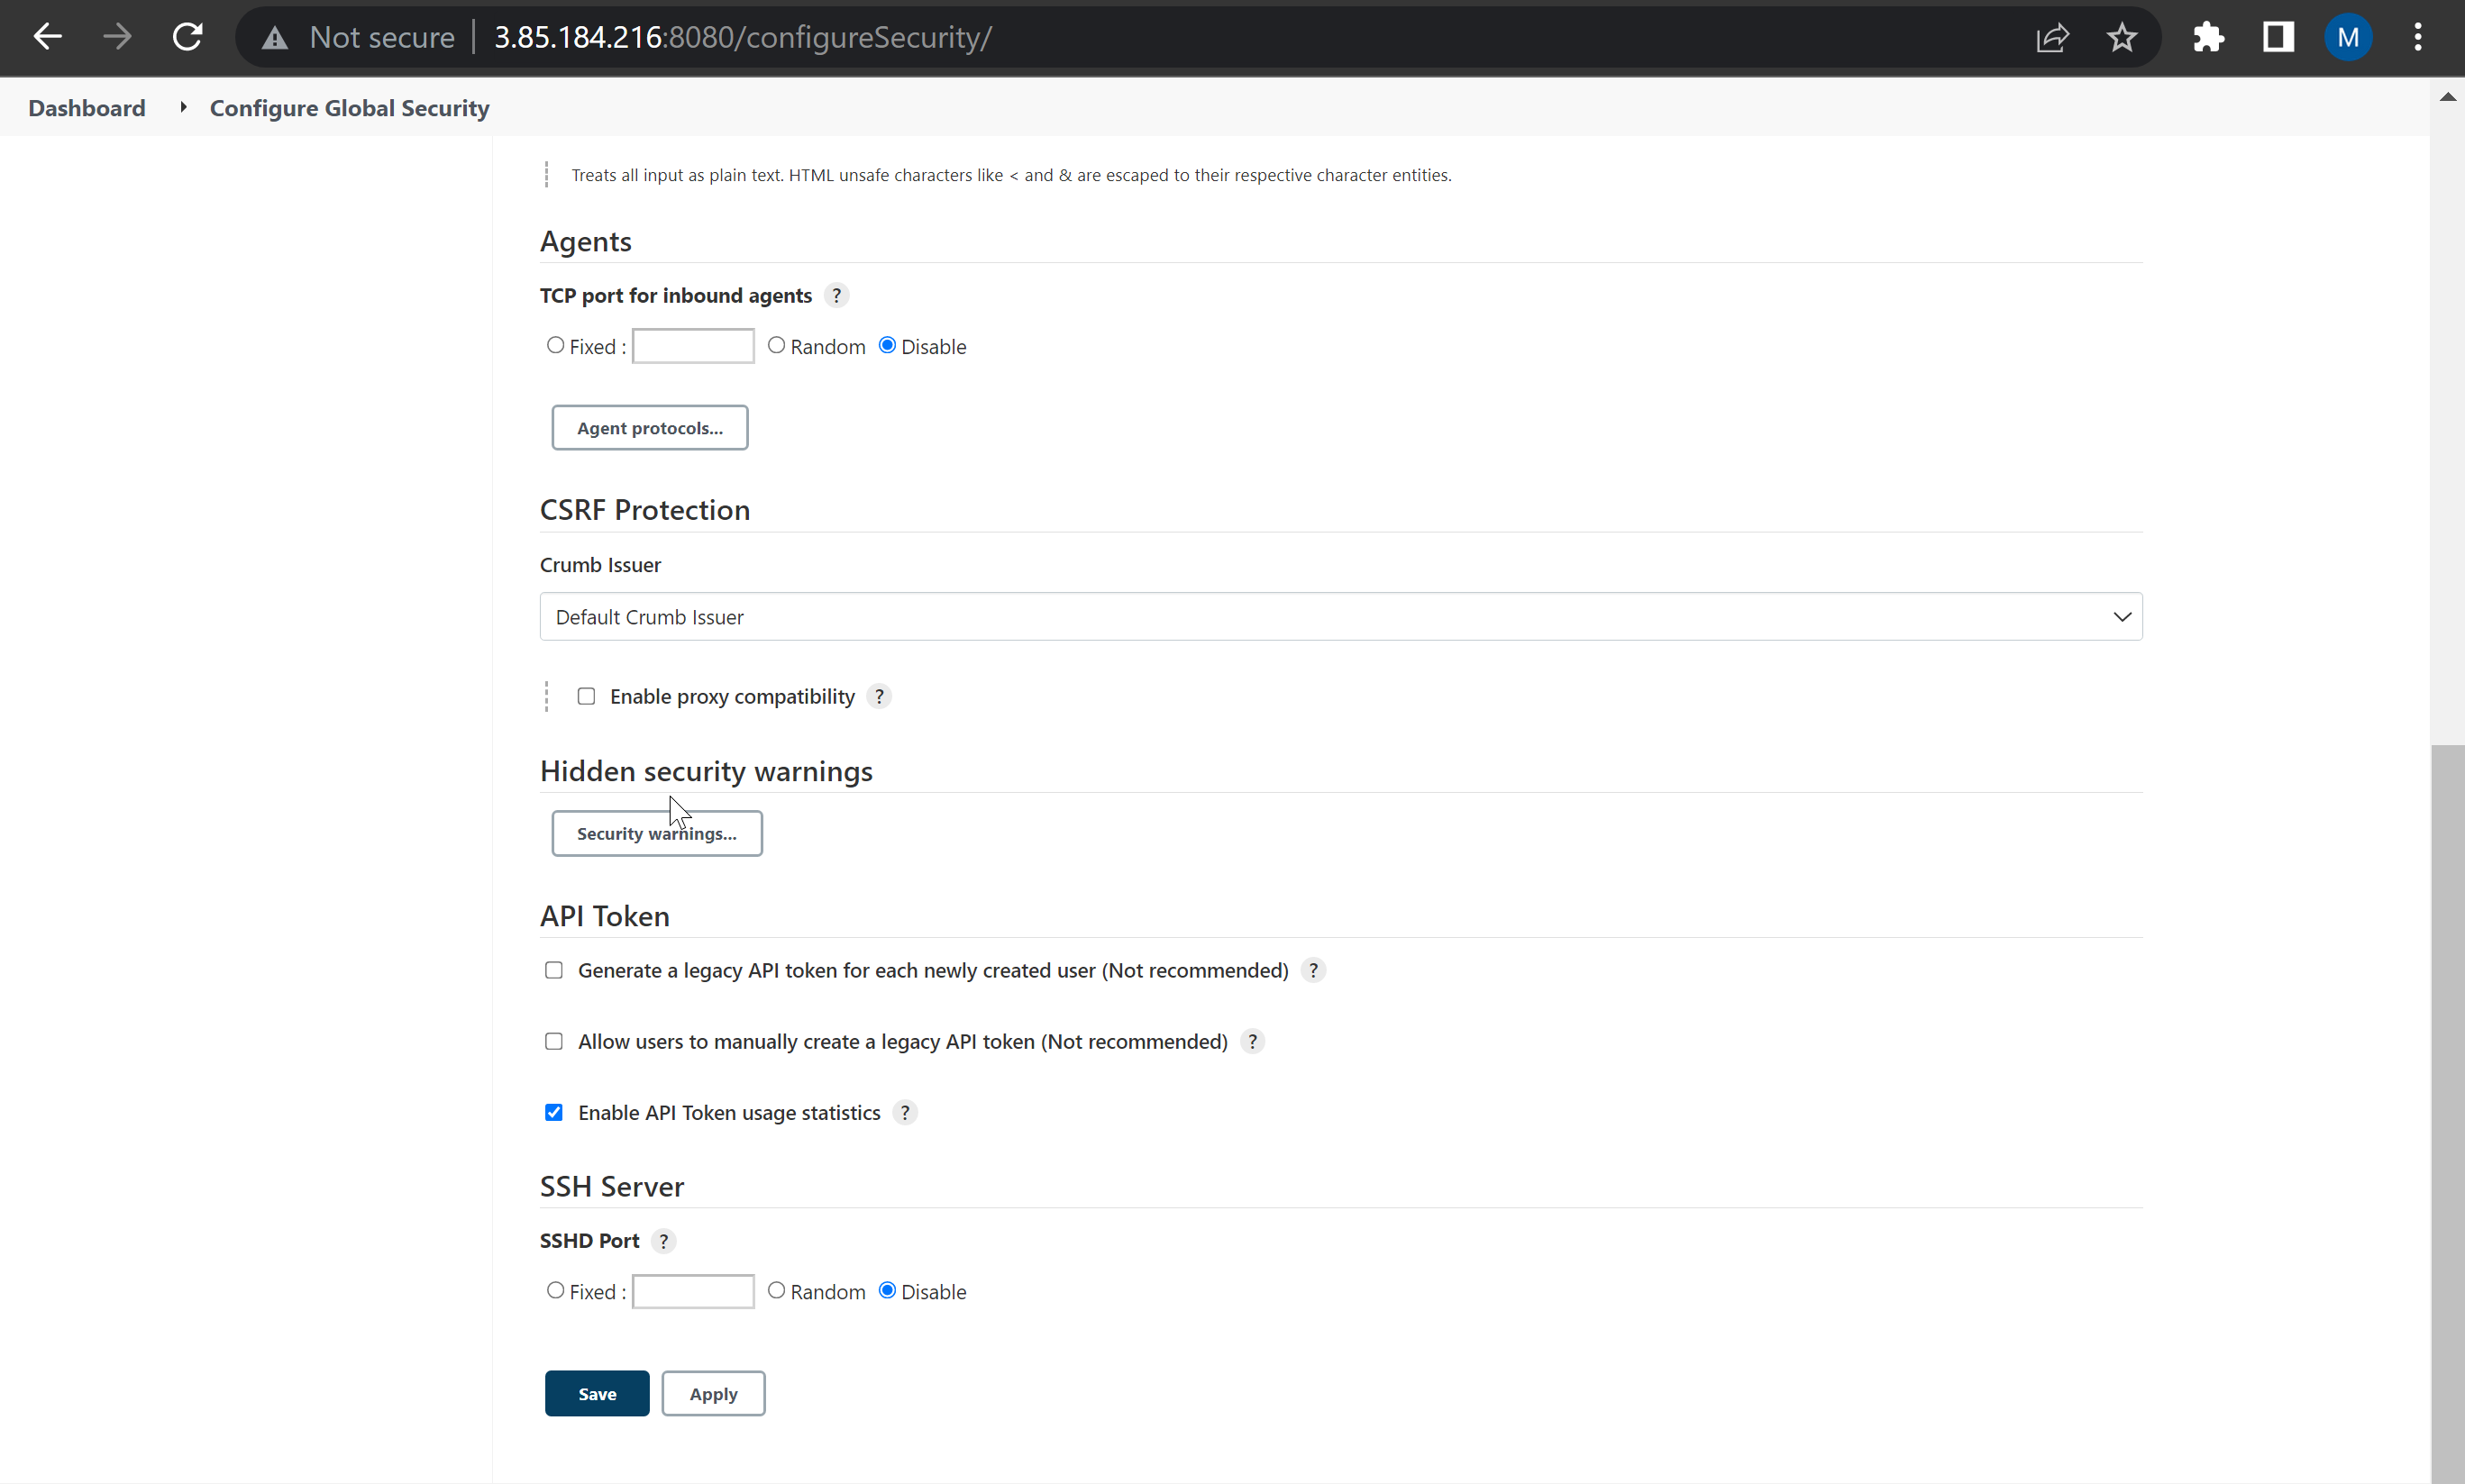 Not secure 3.85.184.216:8080/configureSecurity/ M
Dashboard Configure Global Security
Treats all input as plain text. HTML unsafe characters like < and & are escaped to their respective character entities.
Agents
TCP port for inbound agents ?
Fixed : Random Disable
Agent protocols...
CSRF Protection
Crumb Issuer
Default Crumb Issuer
Enable proxy compatibility ?
Hidden security warnings
Security warnings...
API Token
Generate a legacy API token for each newly created user (Not recommended) ?
Allow users to manually create a legacy API token (Not recommended) ?
Enable API Token usage statistics ?
SSH Server
SSHD Port ?
Fixed : Random Disable
Save Apply